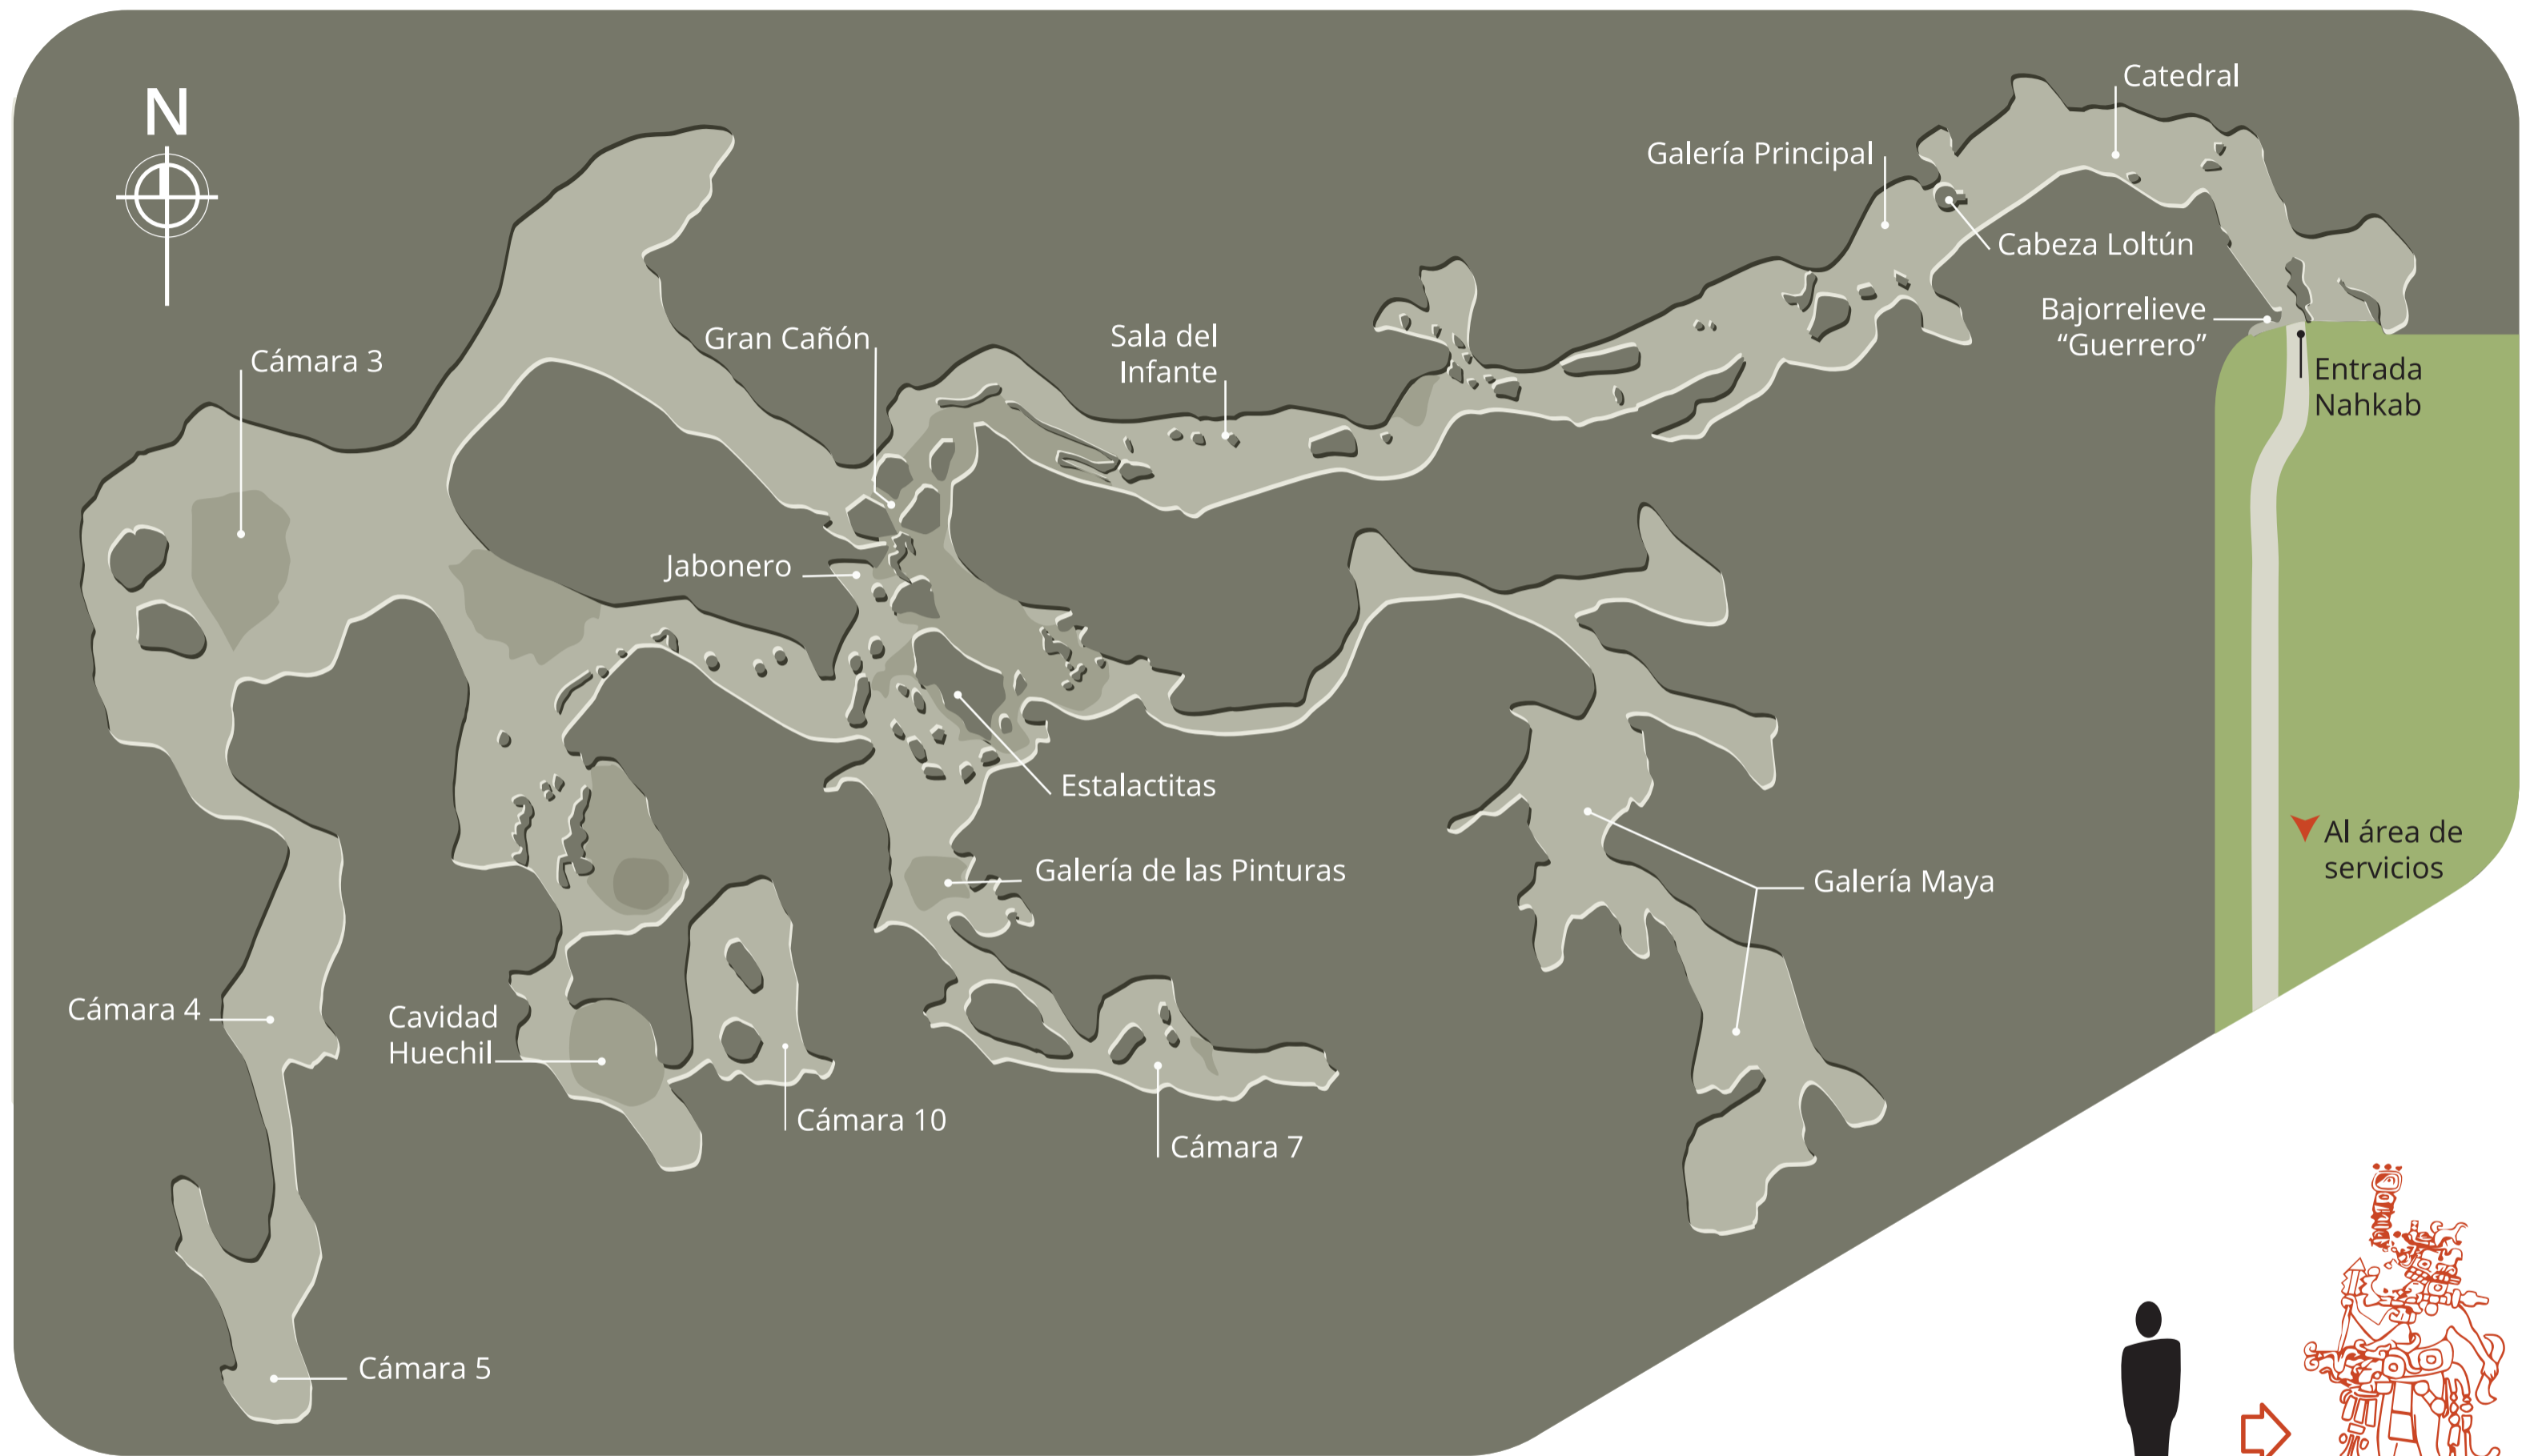 N
Catedral
Galería Principal
Cabeza Loltún
Bajorrelieve
“Guerrero”
Entrada
Nahkab
Gran Cañón
Sala del
Infante
Cámara 3
Jabonero
Estalactitas
Galería de las Pinturas
Galería Maya
Al área de
servicios
Cámara 4
Cavidad
Huechil
Cámara 10
Cámara 7
Cámara 5